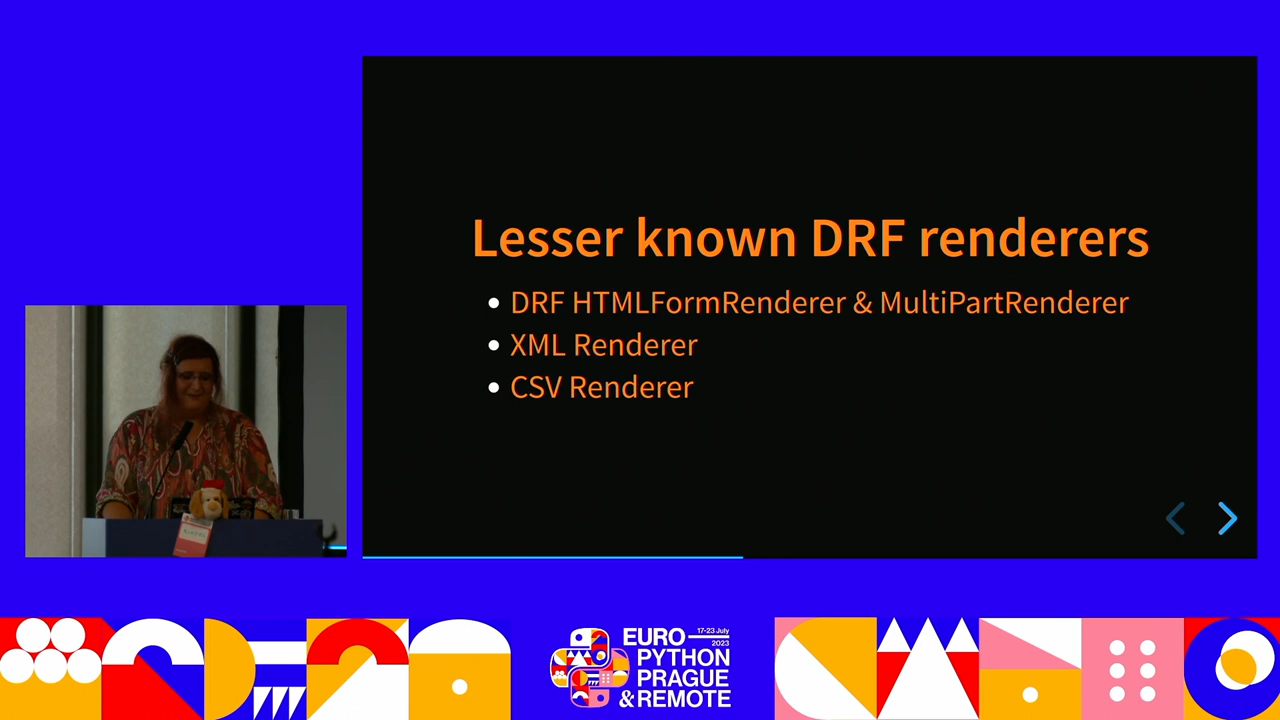 Lesser known DRF renderers
DRF HTMLFormRenderer & MultiPartRenderer
XML Renderer
CSV Renderer
17-23 July
2023
EURO
PYTHON
PRAGUE
& REMOTE